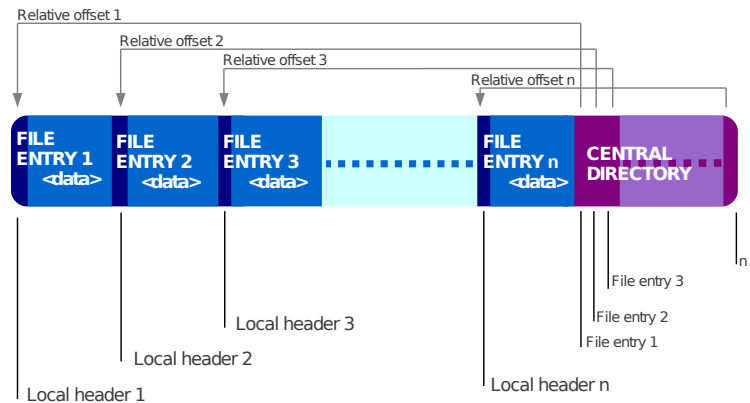 Relative offset 1
Relative offset 2
Relative offset 3
Relative offset n
FILE
ENTRY 1
<data>
FILE
ENTRY 2
<data>
FILE
ENTRY 3
<data>
FILE
ENTRY n
<data>
CENTRAL
DIRECTORY
n
File entry 3
File entry 2
File entry 1
Local header 3
Local header 2
Local header n
Local header 1